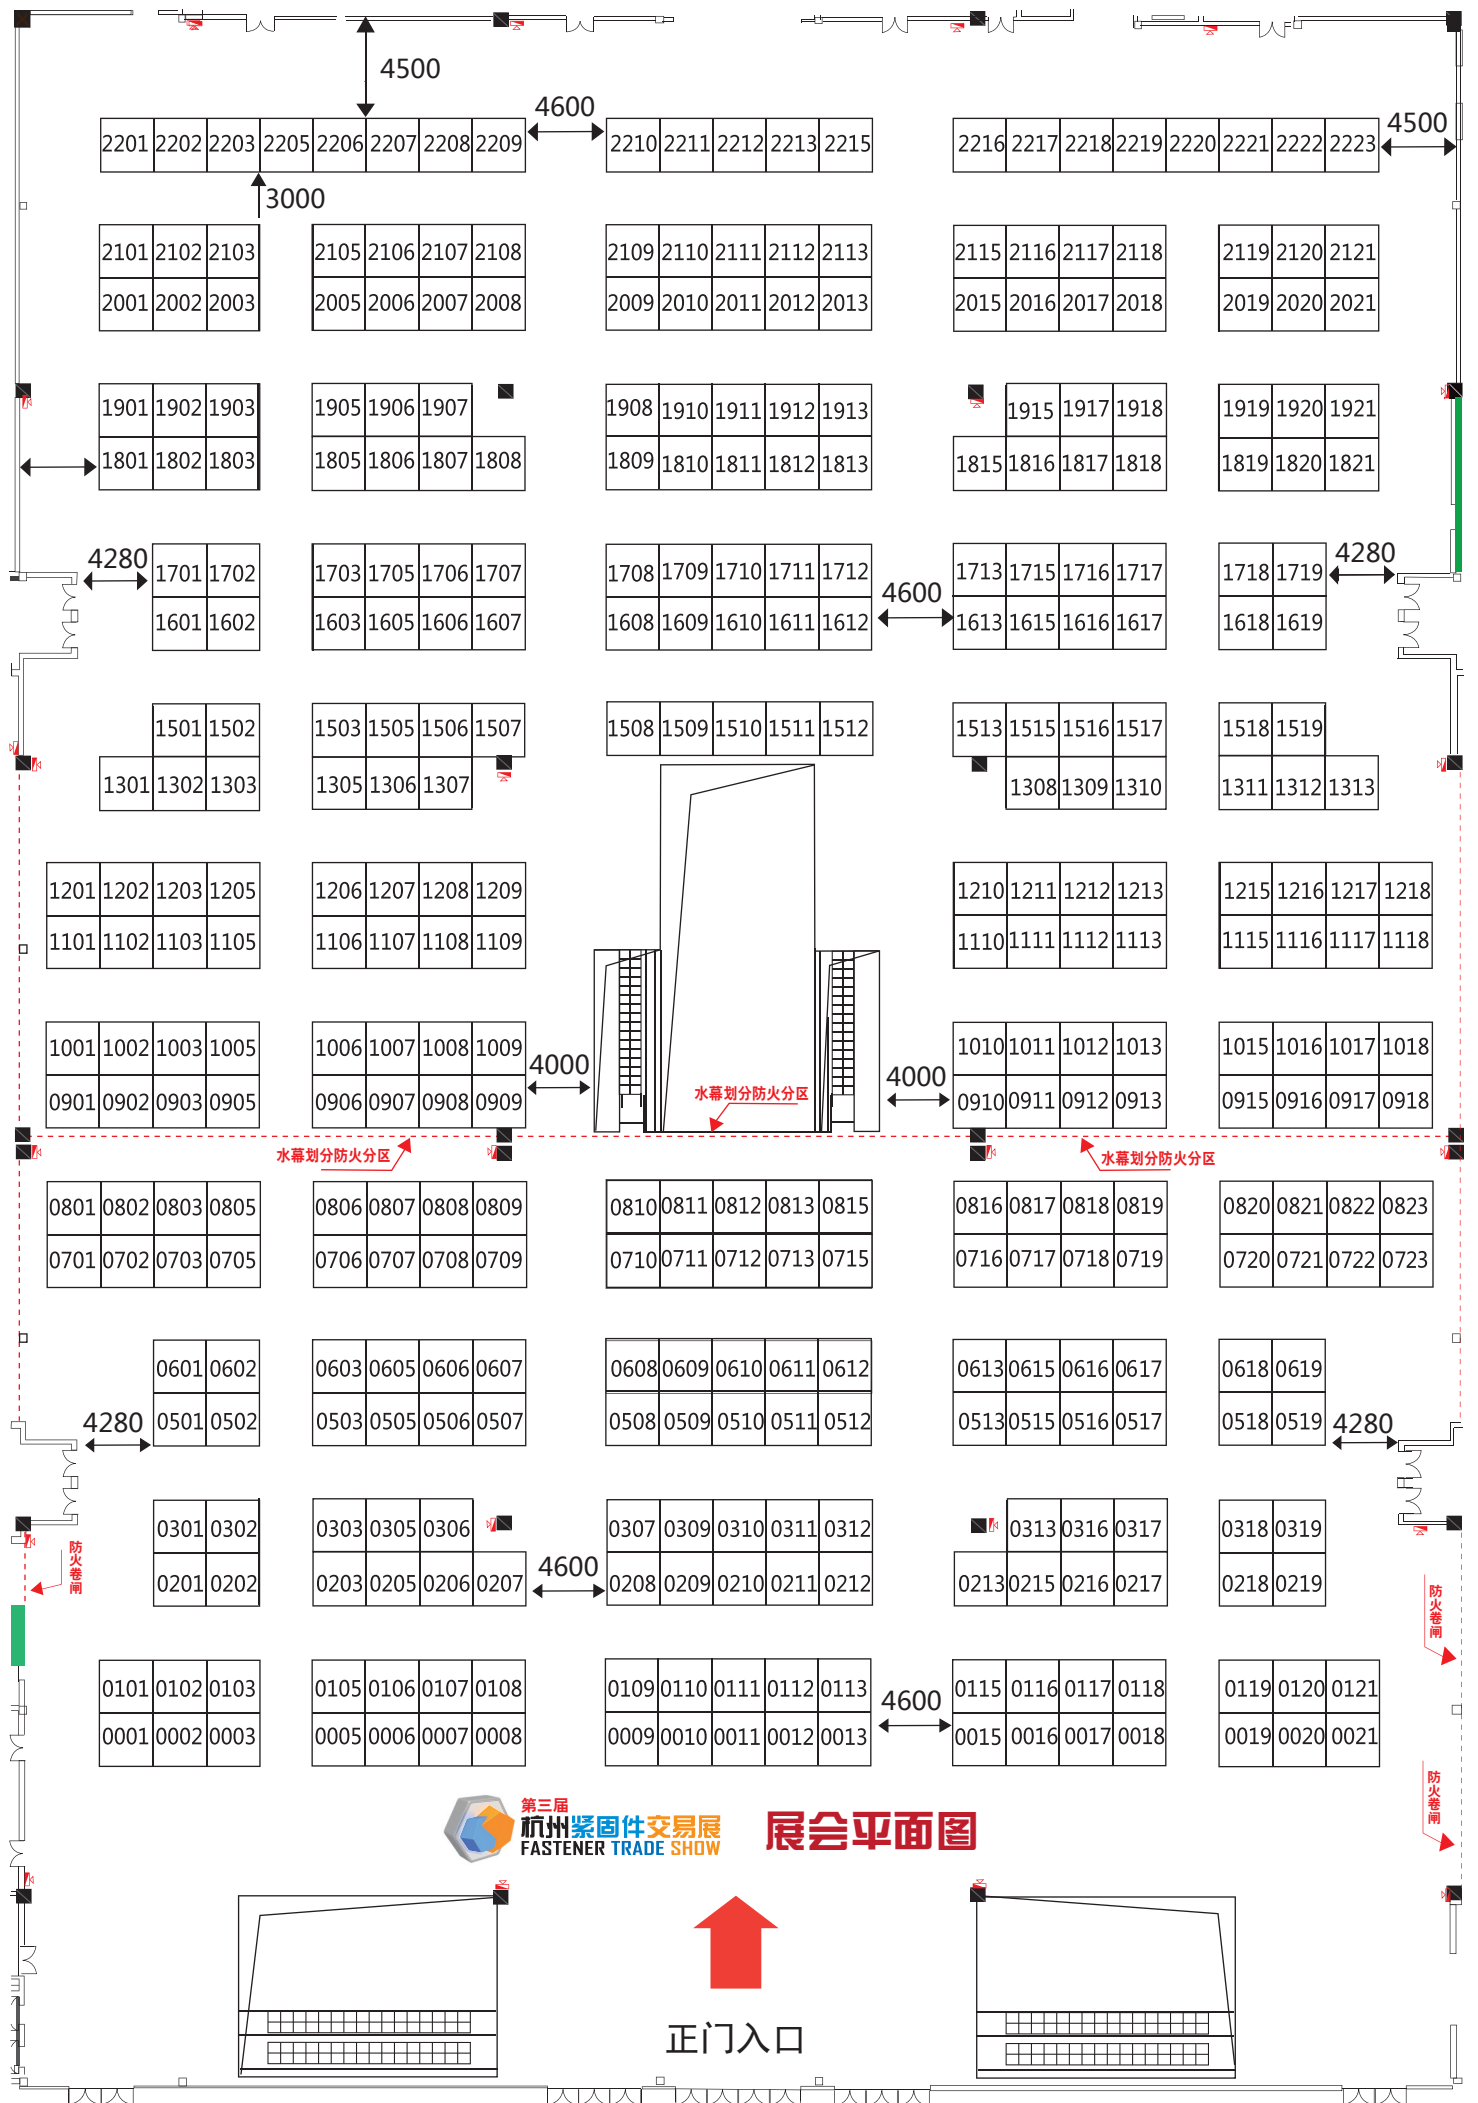 4500
4600
4500
2201 2202 2203 2205 2206 2207 2208 2209 2210 2211 2212 2213 2215 2216 2217 2218 2219 2220 2221 2222 2223
3000
2101 2102 2103 2105 2106 2107 2108 2109 2110 2111 2112 2113 2115 2116 2117 2118 2119 2120 2121
2001 2002 2003 2005 2006 2007 2008 2009 2010 2011 2012 2013 2015 2016 2017 2018 2019 2020 2021
1901 1902 1903 1905 1906 1907 1908 1910 1911 1912 1913 1915 1917 1918 1919 1920 1921
1801 1802 1803 1805 1806 1807 1808 1809 1810 1811 1812 1813 1815 1816 1817 1818 1819 1820 1821
4280 4280
1701 1702 1703 1705 1706 1707 1708 1709 1710 1711 1712 1713 1715 1716 1717 1718 1719
4600
1601 1602 1603 1605 1606 1607 1608 1609 1610 1611 1612 1613 1615 1616 1617 1618 1619
1501 1502 1503 1505 1506 1507 1508 1509 1510 1511 1512 1513 1515 1516 1517 1518 1519
1301 1302 1303 1305 1306 1307 1308 1309 1310 1311 1312 1313
1201 1202 1203 1205 1206 1207 1208 1209 1210 1211 1212 1213 1215 1216 1217 1218
1101 1102 1103 1105 1106 1107 1108 1109 1110 1111 1112 1113 1115 1116 1117 1118
1001 1002 1003 1005 1006 1007 1008 1009 1010 1011 1012 1013 1015 1016 1017 1018
4000 4000
水幕划分防火分区
0901 0902 0903 0905 0906 0907 0908 0909 0910 0911 0912 0913 0915 0916 0917 0918
水幕划分防火分区 水幕划分防火分区
0801 0802 0803 0805 0806 0807 0808 0809 0810 0811 0812 0813 0815 0816 0817 0818 0819 0820 0821 0822 0823
0701 0702 0703 0705 0706 0707 0708 0709 0710 0711 0712 0713 0715 0716 0717 0718 0719 0720 0721 0722 0723
0601 0602 0603 0605 0606 0607 0608 0609 0610 0611 0612 0613 0615 0616 0617 0618 0619
4280 0501 0502 0503 0505 0506 0507 0508 0509 0510 0511 0512 0513 0515 0516 0517 0518 0519 4280
0301 0302 0303 0305 0306 0307 0309 0310 0311 0312 0313 0316 0317 0318 0319
防火卷闸
4600
0201 0202 0203 0205 0206 0207 0208 0209 0210 0211 0212 0213 0215 0216 0217 0218 0219
防火卷闸
0101 0102 0103 0105 0106 0107 0108 0109 0110 0111 0112 0113 0115 0116 0117 0118 0119 0120 0121
4600
0001 0002 0003 0005 0006 0007 0008 0009 0010 0011 0012 0013 0015 0016 0017 0018 0019 0020 0021
防火卷闸
第三届
杭州紧固件交易展
FASTENER TRADE SHOW
展会平面图
正门入口